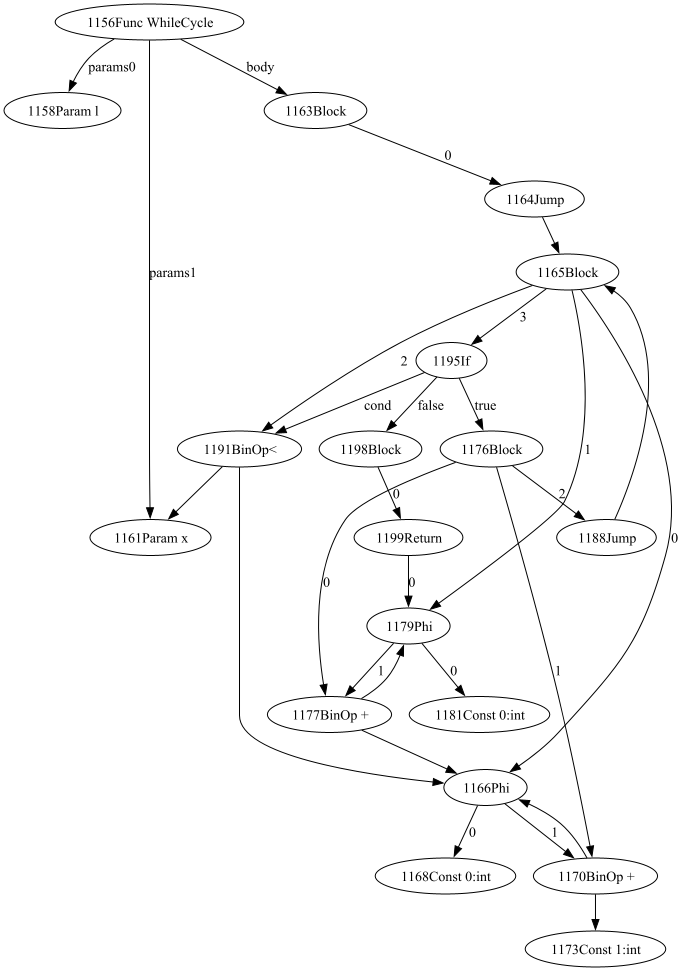 1156Func WhileCycle
params0
body
1158Param l
1163Block
0
1164Jump
params1
1165Block
3
2
1195If
cond
false
true
1
1191BinOp<
1198Block
1176Block
0
2
1161Param x
1199Return
1188Jump
0
0
0
1179Phi
1
0
1
1177BinOp +
1181Const 0:int
1166Phi
0
1
1168Const 0:int
1170BinOp +
1173Const 1:int